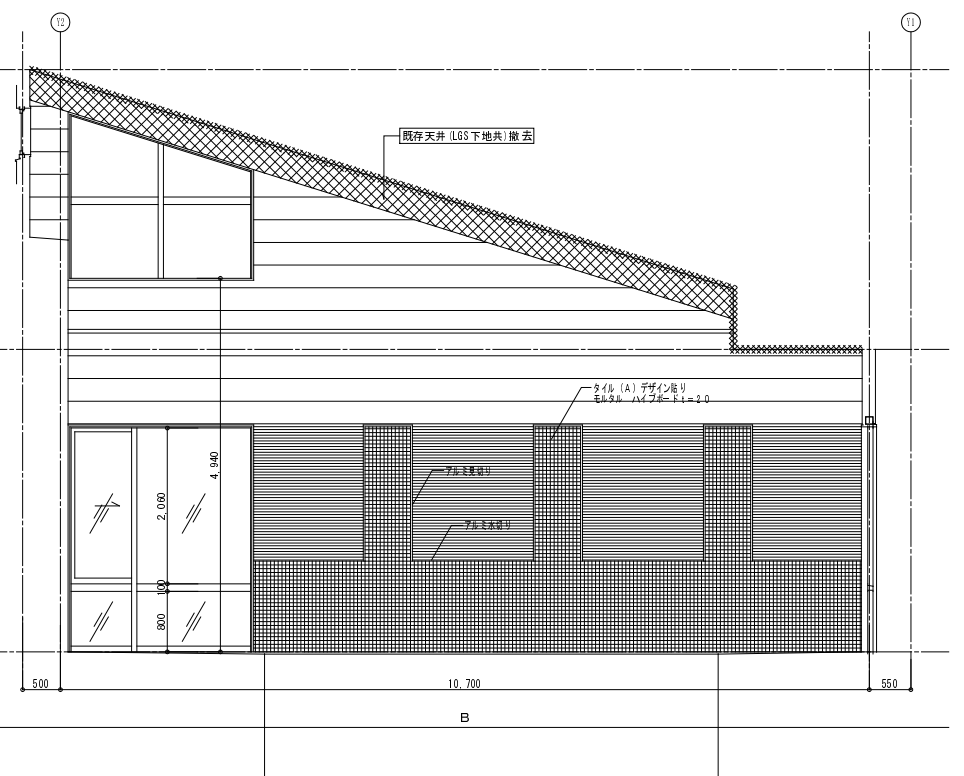 Y2
Y1
既存天井(LGS下地共)撤去
タイル(A)デザイン貼り
モルタル ハイプボードt=20
4,940
アルミ見切り
2,060
アルミ水切り
100
800
500
10,700
550
B